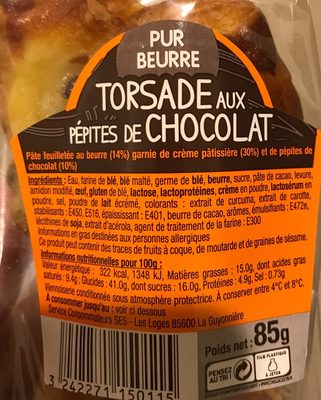 PUR
BEURRE
TORSADE AUX
PÉPITES DE CHOCOLAT
Pâte feuilletée au beurre (14%) garnie de crème pâtissière (30%) et de pépites de
chocolat (10%)
Ingrédients : Eau, farine de blé, blé malté, germe de blé, beurre, sucre, pâte de cacao, levure,
amidon modifié, œuf, gluten de blé, lactose, lactoprotéines, crème en poudre, lactosérum en
poudre, sel, poudre de lait écrémé, colorants : extrait de curcuma, extrait de carotte,
stabilisants : E450, E516, épaississant : E401, beurre de cacao, arômes, émulsifiants : E472e,
lécithines de soja, extrait d'acérola, agent de traitement de la farine : E300
Informations en gras destinées aux personnes allergiques
Ce produit peut contenir des traces de fruits à coque, de moutarde et de graines de sésame.
Informations nutritionnelles pour 100g :
Valeur énergétique : 322 kcal, 1348 KJ, Matières grasses : 15.0g, dont acides gras
saturés : 9.4g ; Glucides : 41.0g, dont sucres : 16.0g, Protéines : 4.9g, Sel : 0.73g
Viennoiserie conditionnée sous atmosphère protectrice. À conserver entre 4°C et 8°C.
À consommer jusqu'au : voir ci dessous
Service Consommateurs SES - Les Loges 85600 La Guyonnière
Poids net : 85g
PENSEZ
AU TRI !
FILM PLASTIQUE
À JETER
3 242271 150115